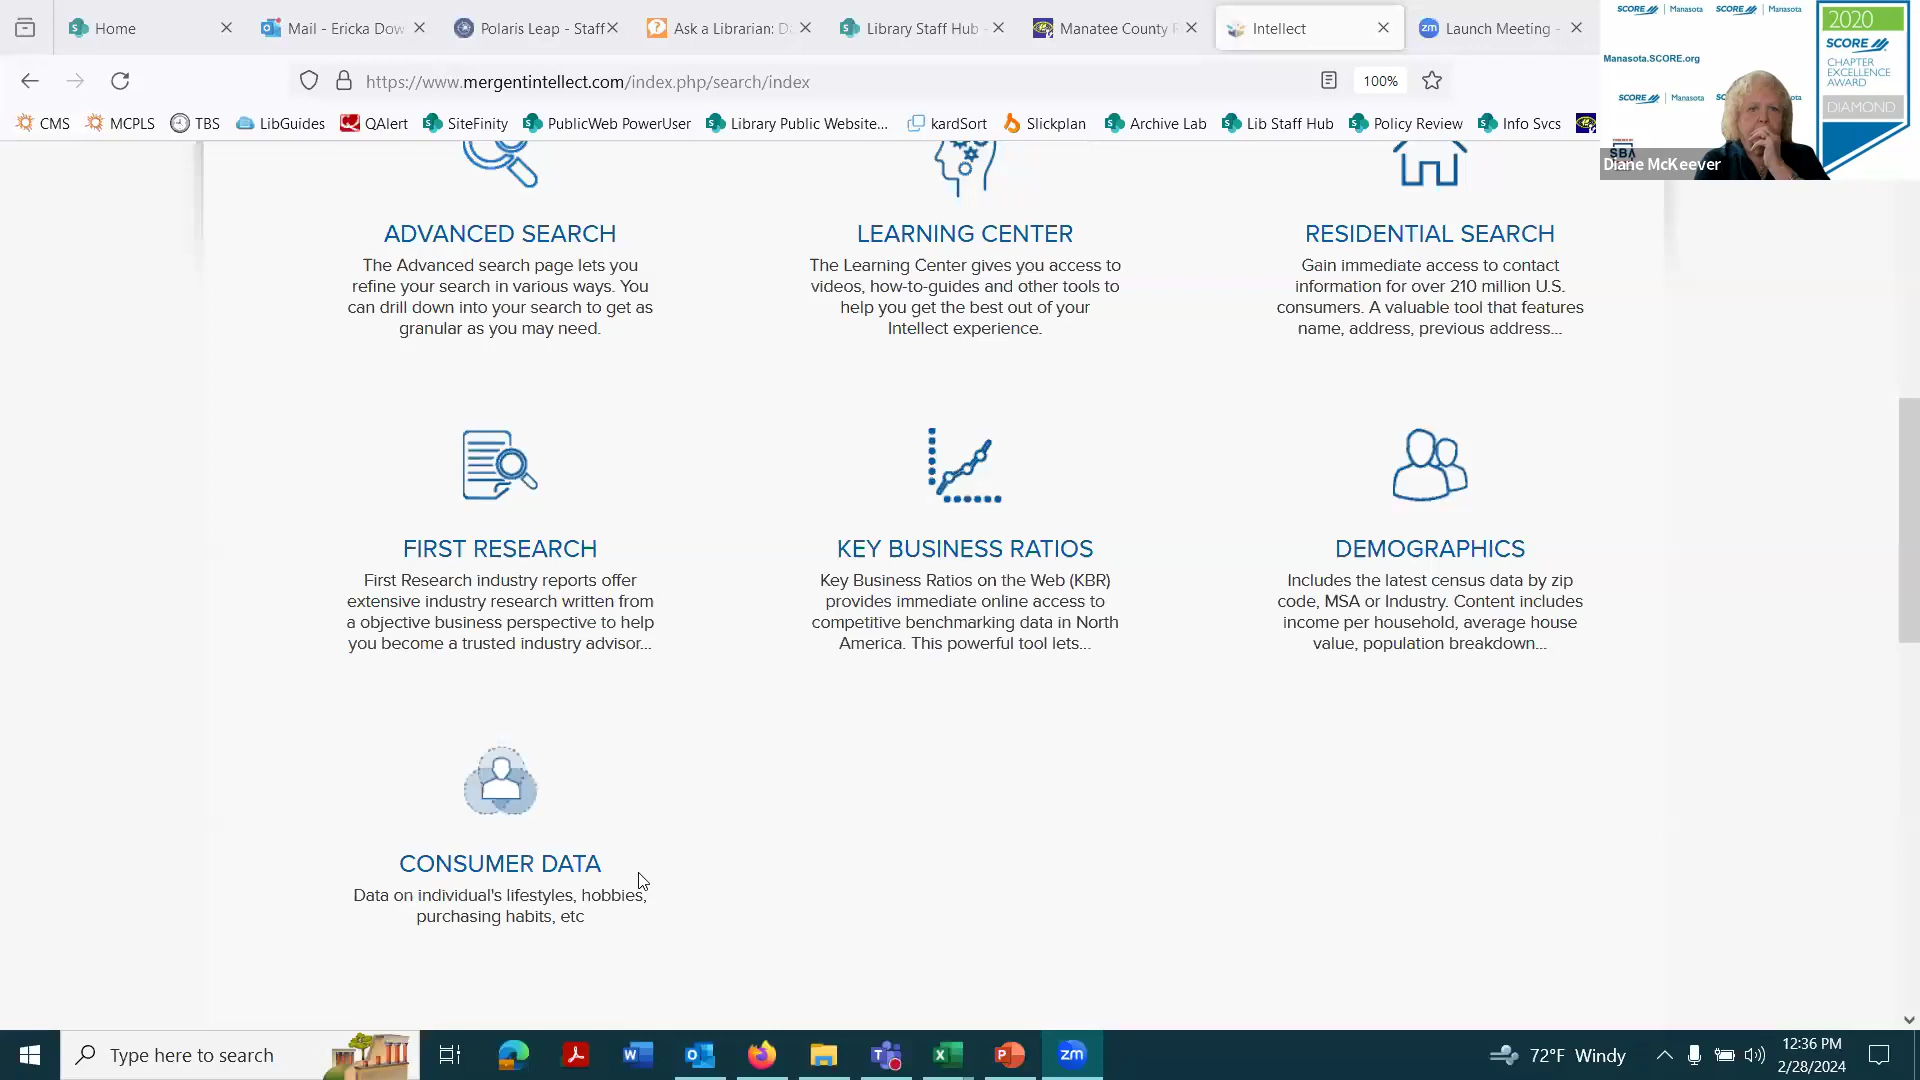 Home
Mail - Ericka Dow
Polaris Leap - Staff
Ask a Librarian: D
Library Staff Hub -
Manatee County
Intellect
Launch Meeting -
https://www.mergentintellect.com/index.php/search/index
100%
CMS
MCPLS
TBS
LibGuides
QAlert
SiteFinity
PublicWeb PowerUser
Library Public Website...
kardSort
Slickplan
Archive Lab
Lib Staff Hub
Policy Review
Info Svcs
SCORE | Manasota SCORE | Manasota
Manasota.SCORE.org
SCORE | Manasota
SBA
Diane McKeever
2020
SCORE
CHAPTER
EXCELLENCE
AWARD
DIAMOND
ADVANCED SEARCH
The Advanced search page lets you
refine your search in various ways. You
can drill down into your search to get as
granular as you may need.
LEARNING CENTER
The Learning Center gives you access to
videos, how-to-guides and other tools to
help you get the best out of your
Intellect experience.
RESIDENTIAL SEARCH
Gain immediate access to contact
information for over 210 million U.S.
consumers. A valuable tool that features
name, address, previous address...
FIRST RESEARCH
First Research industry reports offer
extensive industry research written from
a objective business perspective to help
you become a trusted industry advisor...
KEY BUSINESS RATIOS
Key Business Ratios on the Web (KBR)
provides immediate online access to
competitive benchmarking data in North
America. This powerful tool lets...
DEMOGRAPHICS
Includes the latest census data by zip
code, MSA or Industry. Content includes
income per household, average house
value, population breakdown...
CONSUMER DATA
Data on individual's lifestyles, hobbies,
purchasing habits, etc
Type here to search
72°F Windy
12:36 PM
2/28/2024